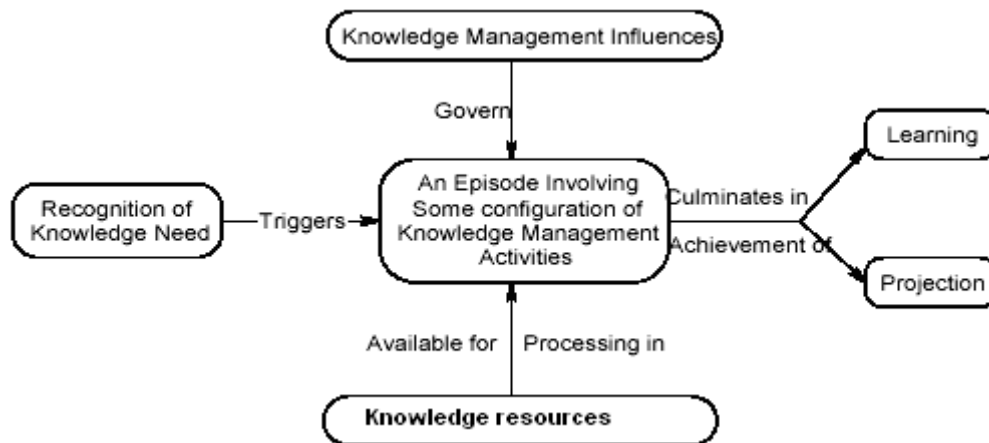 Knowledge Management Influences
Govern
Learning
An Episode Involving
Some configuration of
Knowledge Management
Activities
Culminates in
Recognition of
Knowledge Need
Triggers
Achievement of
Projection
Available for
Processing in
Knowledge resources